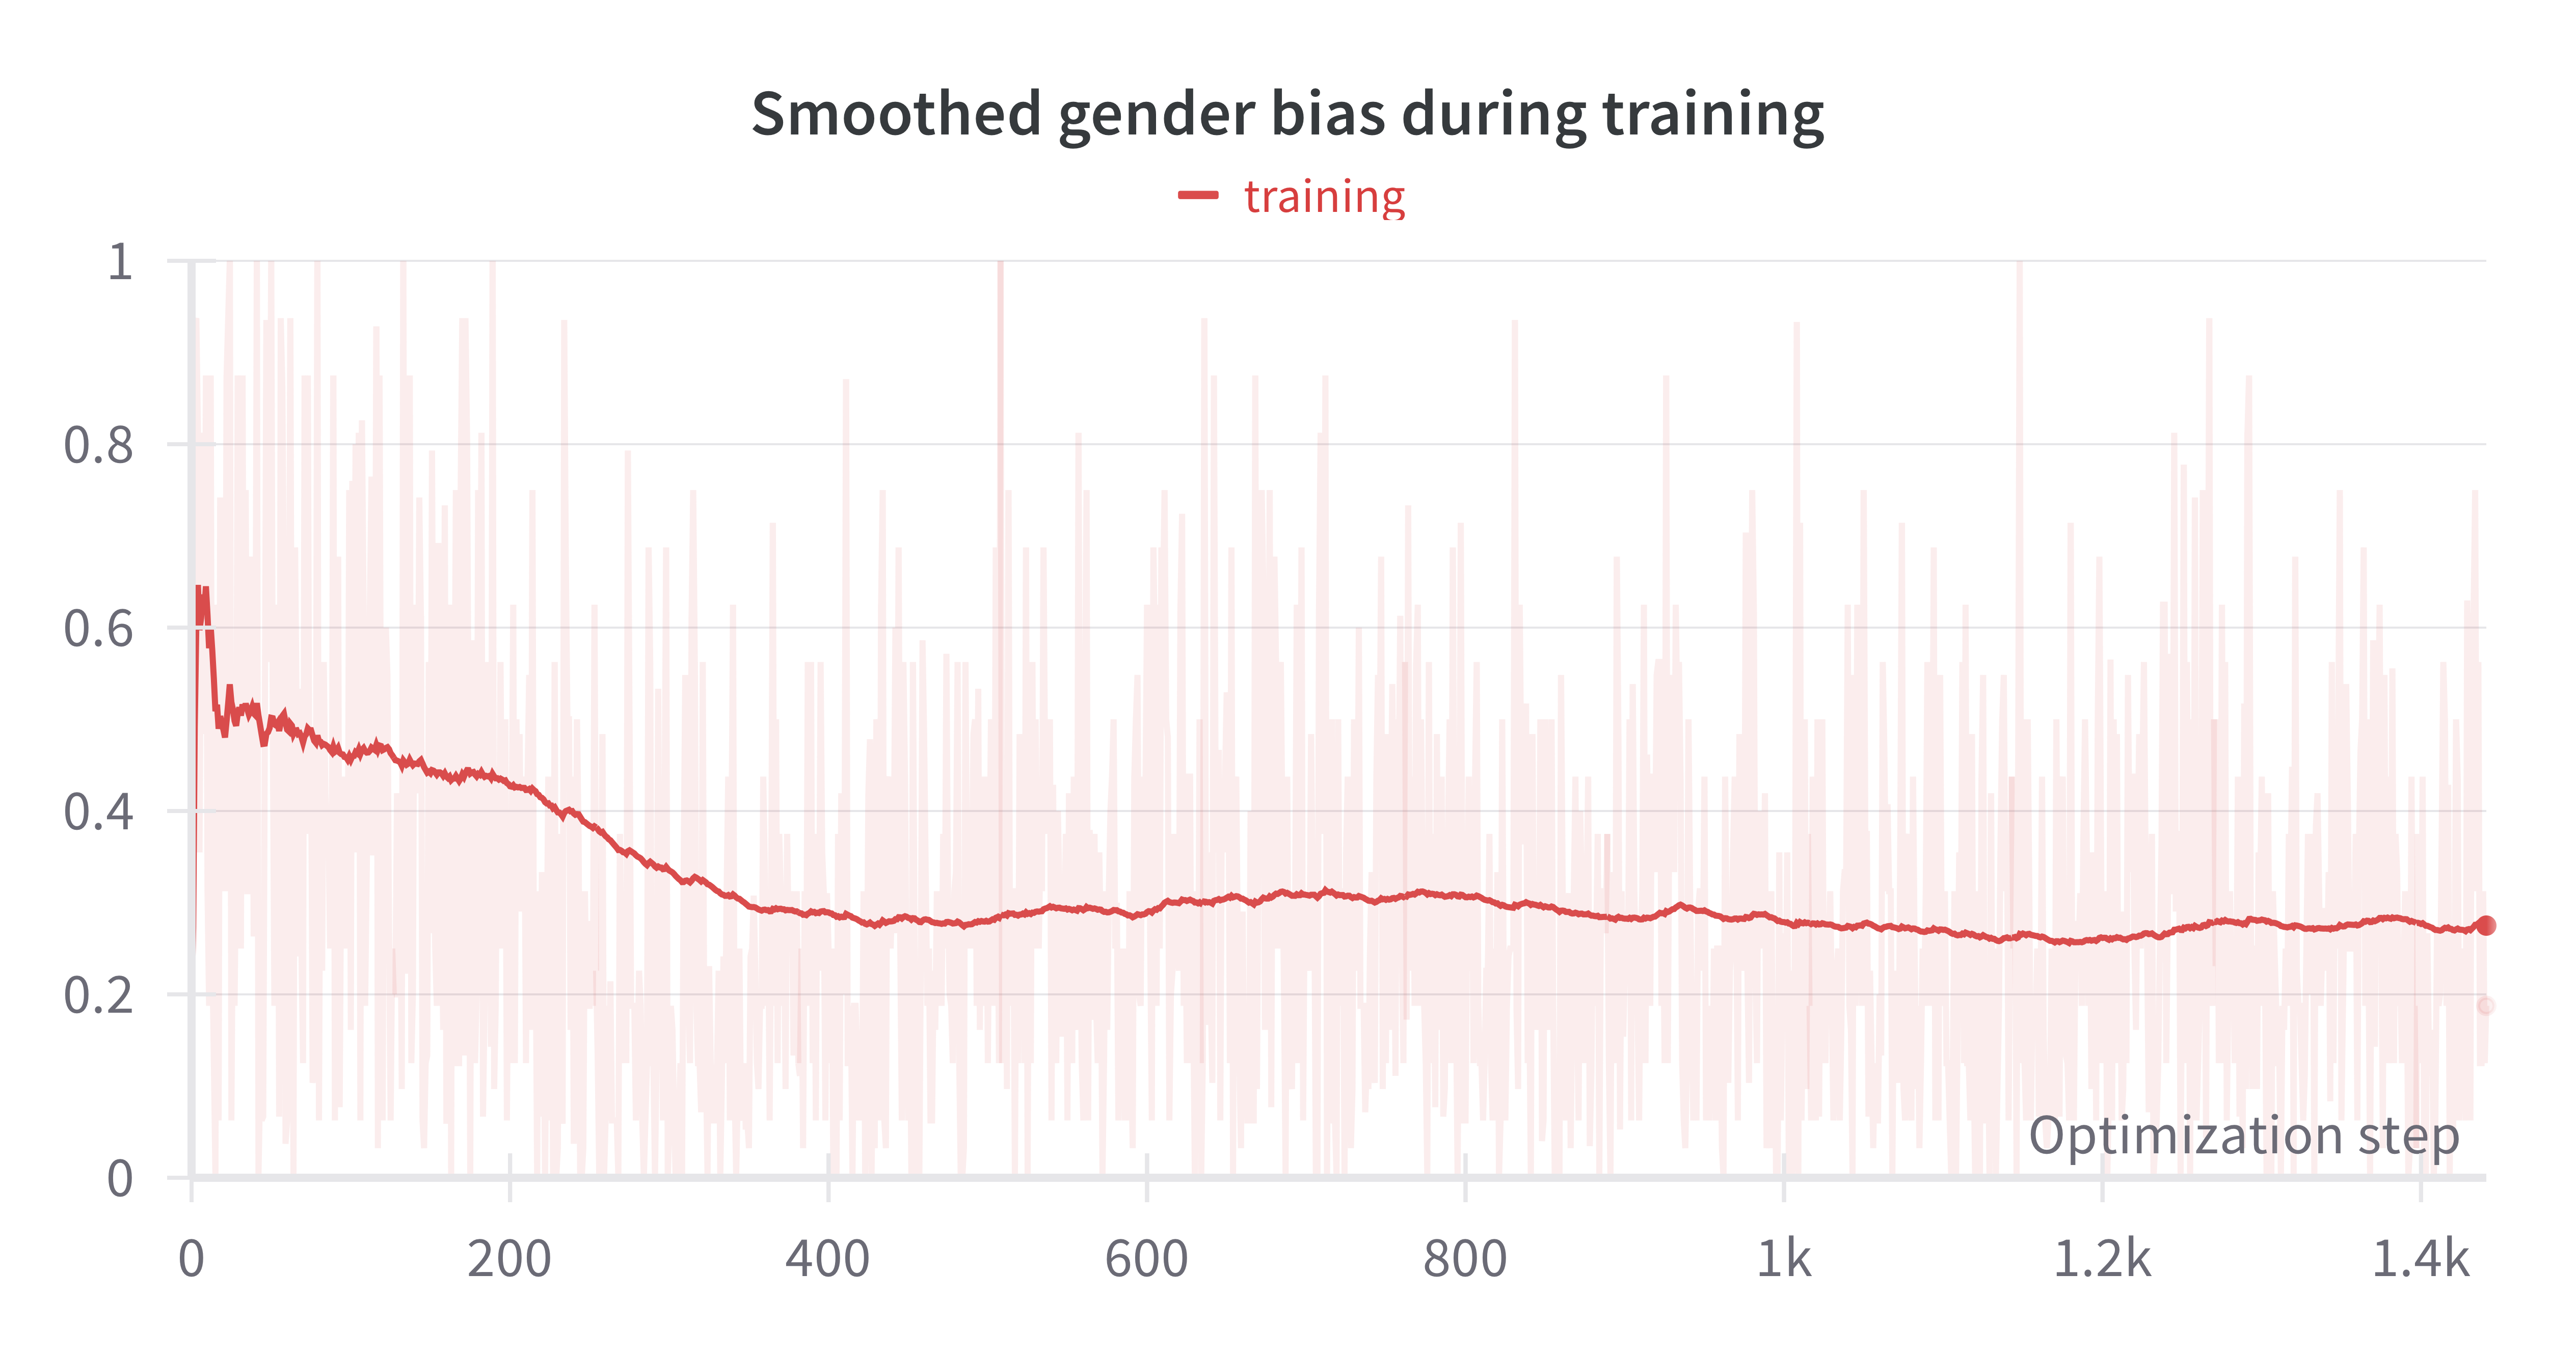 Smoothed gender bias during training
training
1
0.8
0.6
0.4
0.2
0
Optimization step
0 200 400 600 800 1k 1.2k 1.4k